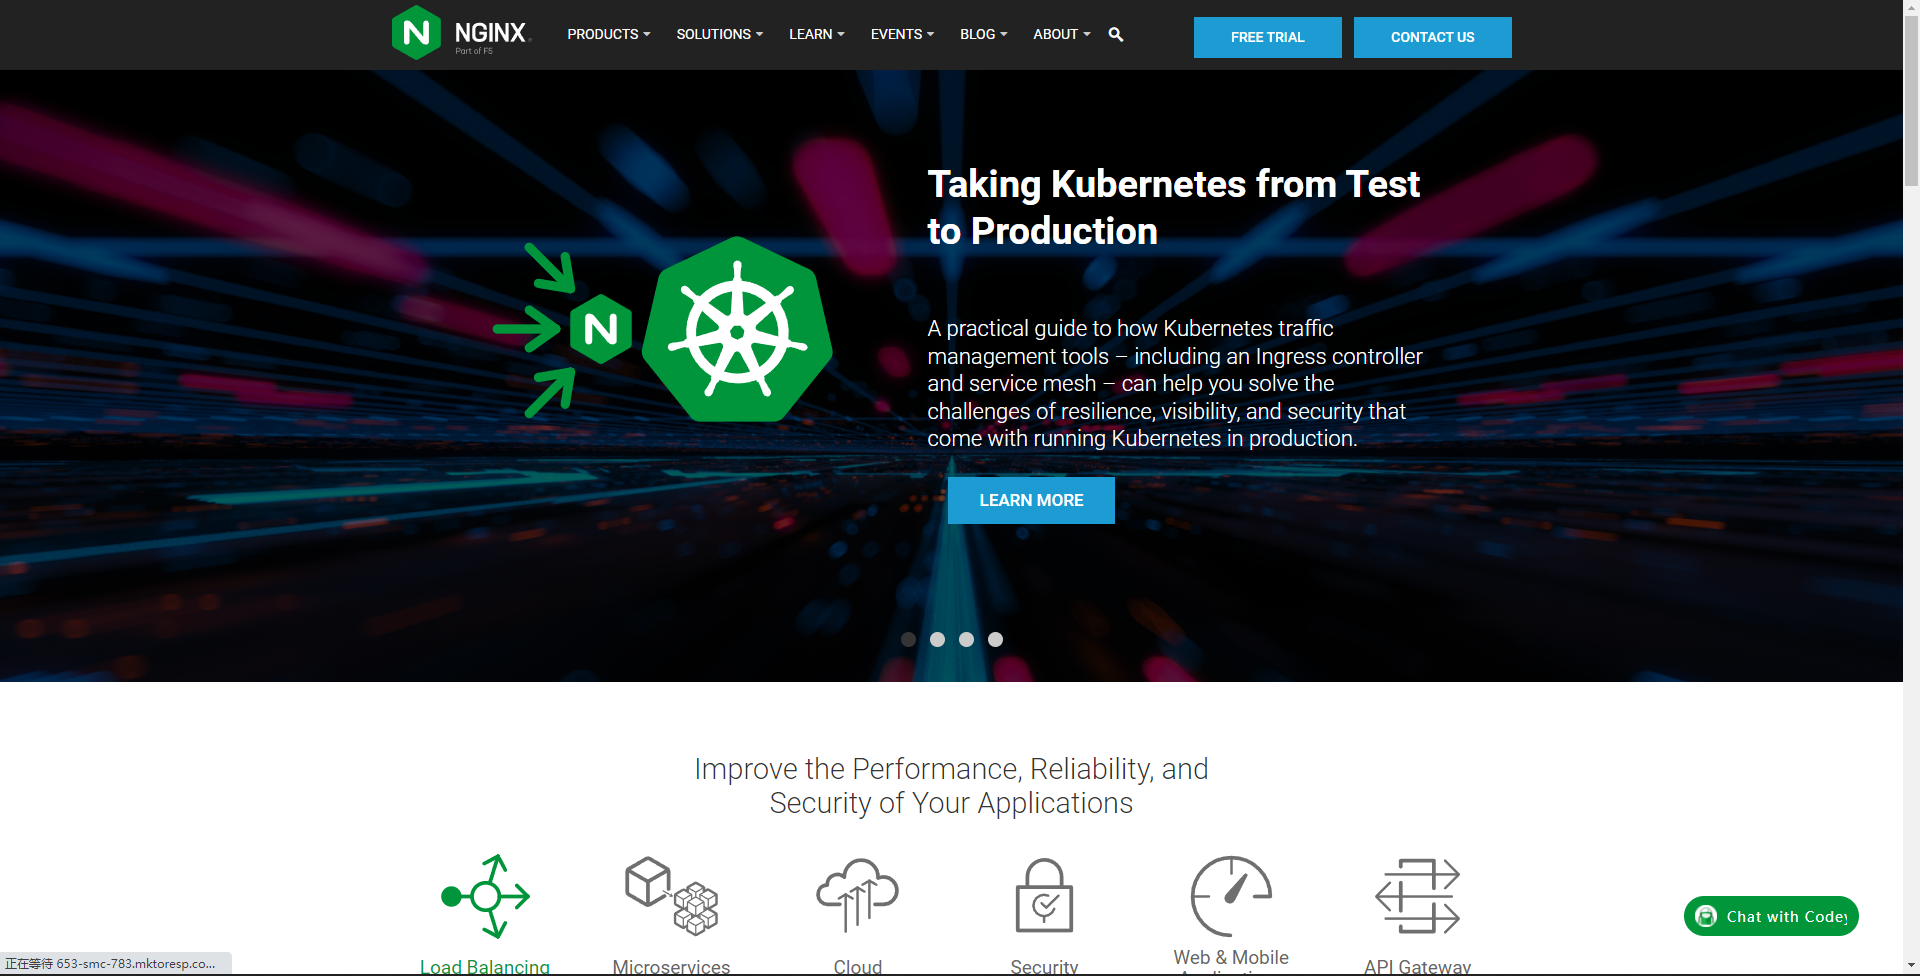 NGINX
Part of F5
PRODUCTS
SOLUTIONS
LEARN
EVENTS
BLOG
ABOUT
FREE TRIAL
CONTACT US
Taking Kubernetes from Test
to Production
A practical guide to how Kubernetes traffic
management tools – including an Ingress controller
and service mesh – can help you solve the
challenges of resilience, visibility, and security that
come with running Kubernetes in production.
LEARN MORE
Improve the Performance, Reliability, and
Security of Your Applications
Load Balancing
Microservices
Cloud
Security
Web & Mobile
API Gateway
Chat with Codey
正在等待 653-smc-783.mktoresp.co...